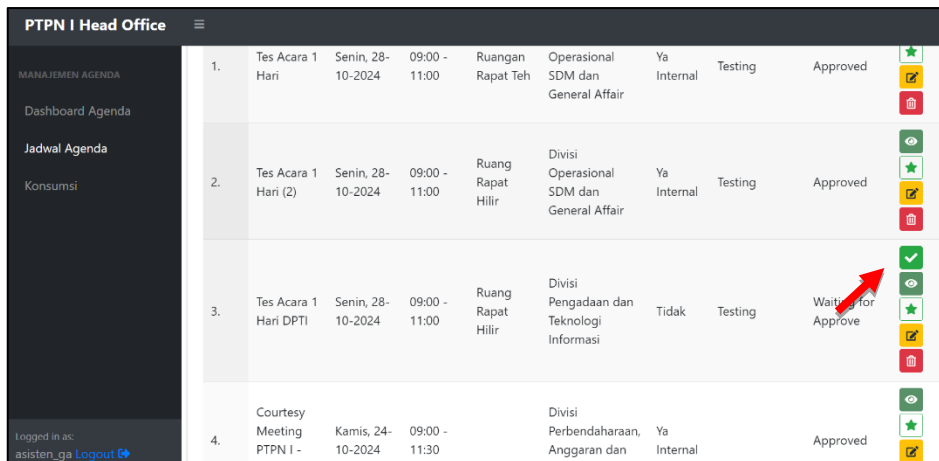 PTPN I Head Office
MANAJEMEN AGENDA
Dashboard Agenda
Jadwal Agenda
Konsumsi
Logged in as:
asisten_ga Logout
1.
Tes Acara 1
Hari
Senin, 28-
10-2024
09:00 -
11:00
Ruangan
Rapat Teh
Operasional
SDM dan
General Affair
Ya
Internal
Testing
Approved
2.
Tes Acara 1
Hari (2)
Senin, 28-
10-2024
09:00 -
11:00
Ruang
Rapat
Hilir
Divisi
Operasional
SDM dan
General Affair
Ya
Internal
Testing
Approved
3.
Tes Acara 1
Hari DPTI
Senin, 28-
10-2024
09:00 -
11:00
Ruang
Rapat
Hilir
Divisi
Pengadaan dan
Teknologi
Informasi
Tidak
Testing
Waiting for
Approve
4.
Courtesy
Meeting
PTPN I -
Kamis, 24-
10-2024
09:00 -
11:30
Divisi
Perbendaharaan,
Anggaran dan
Ya
Internal
Approved